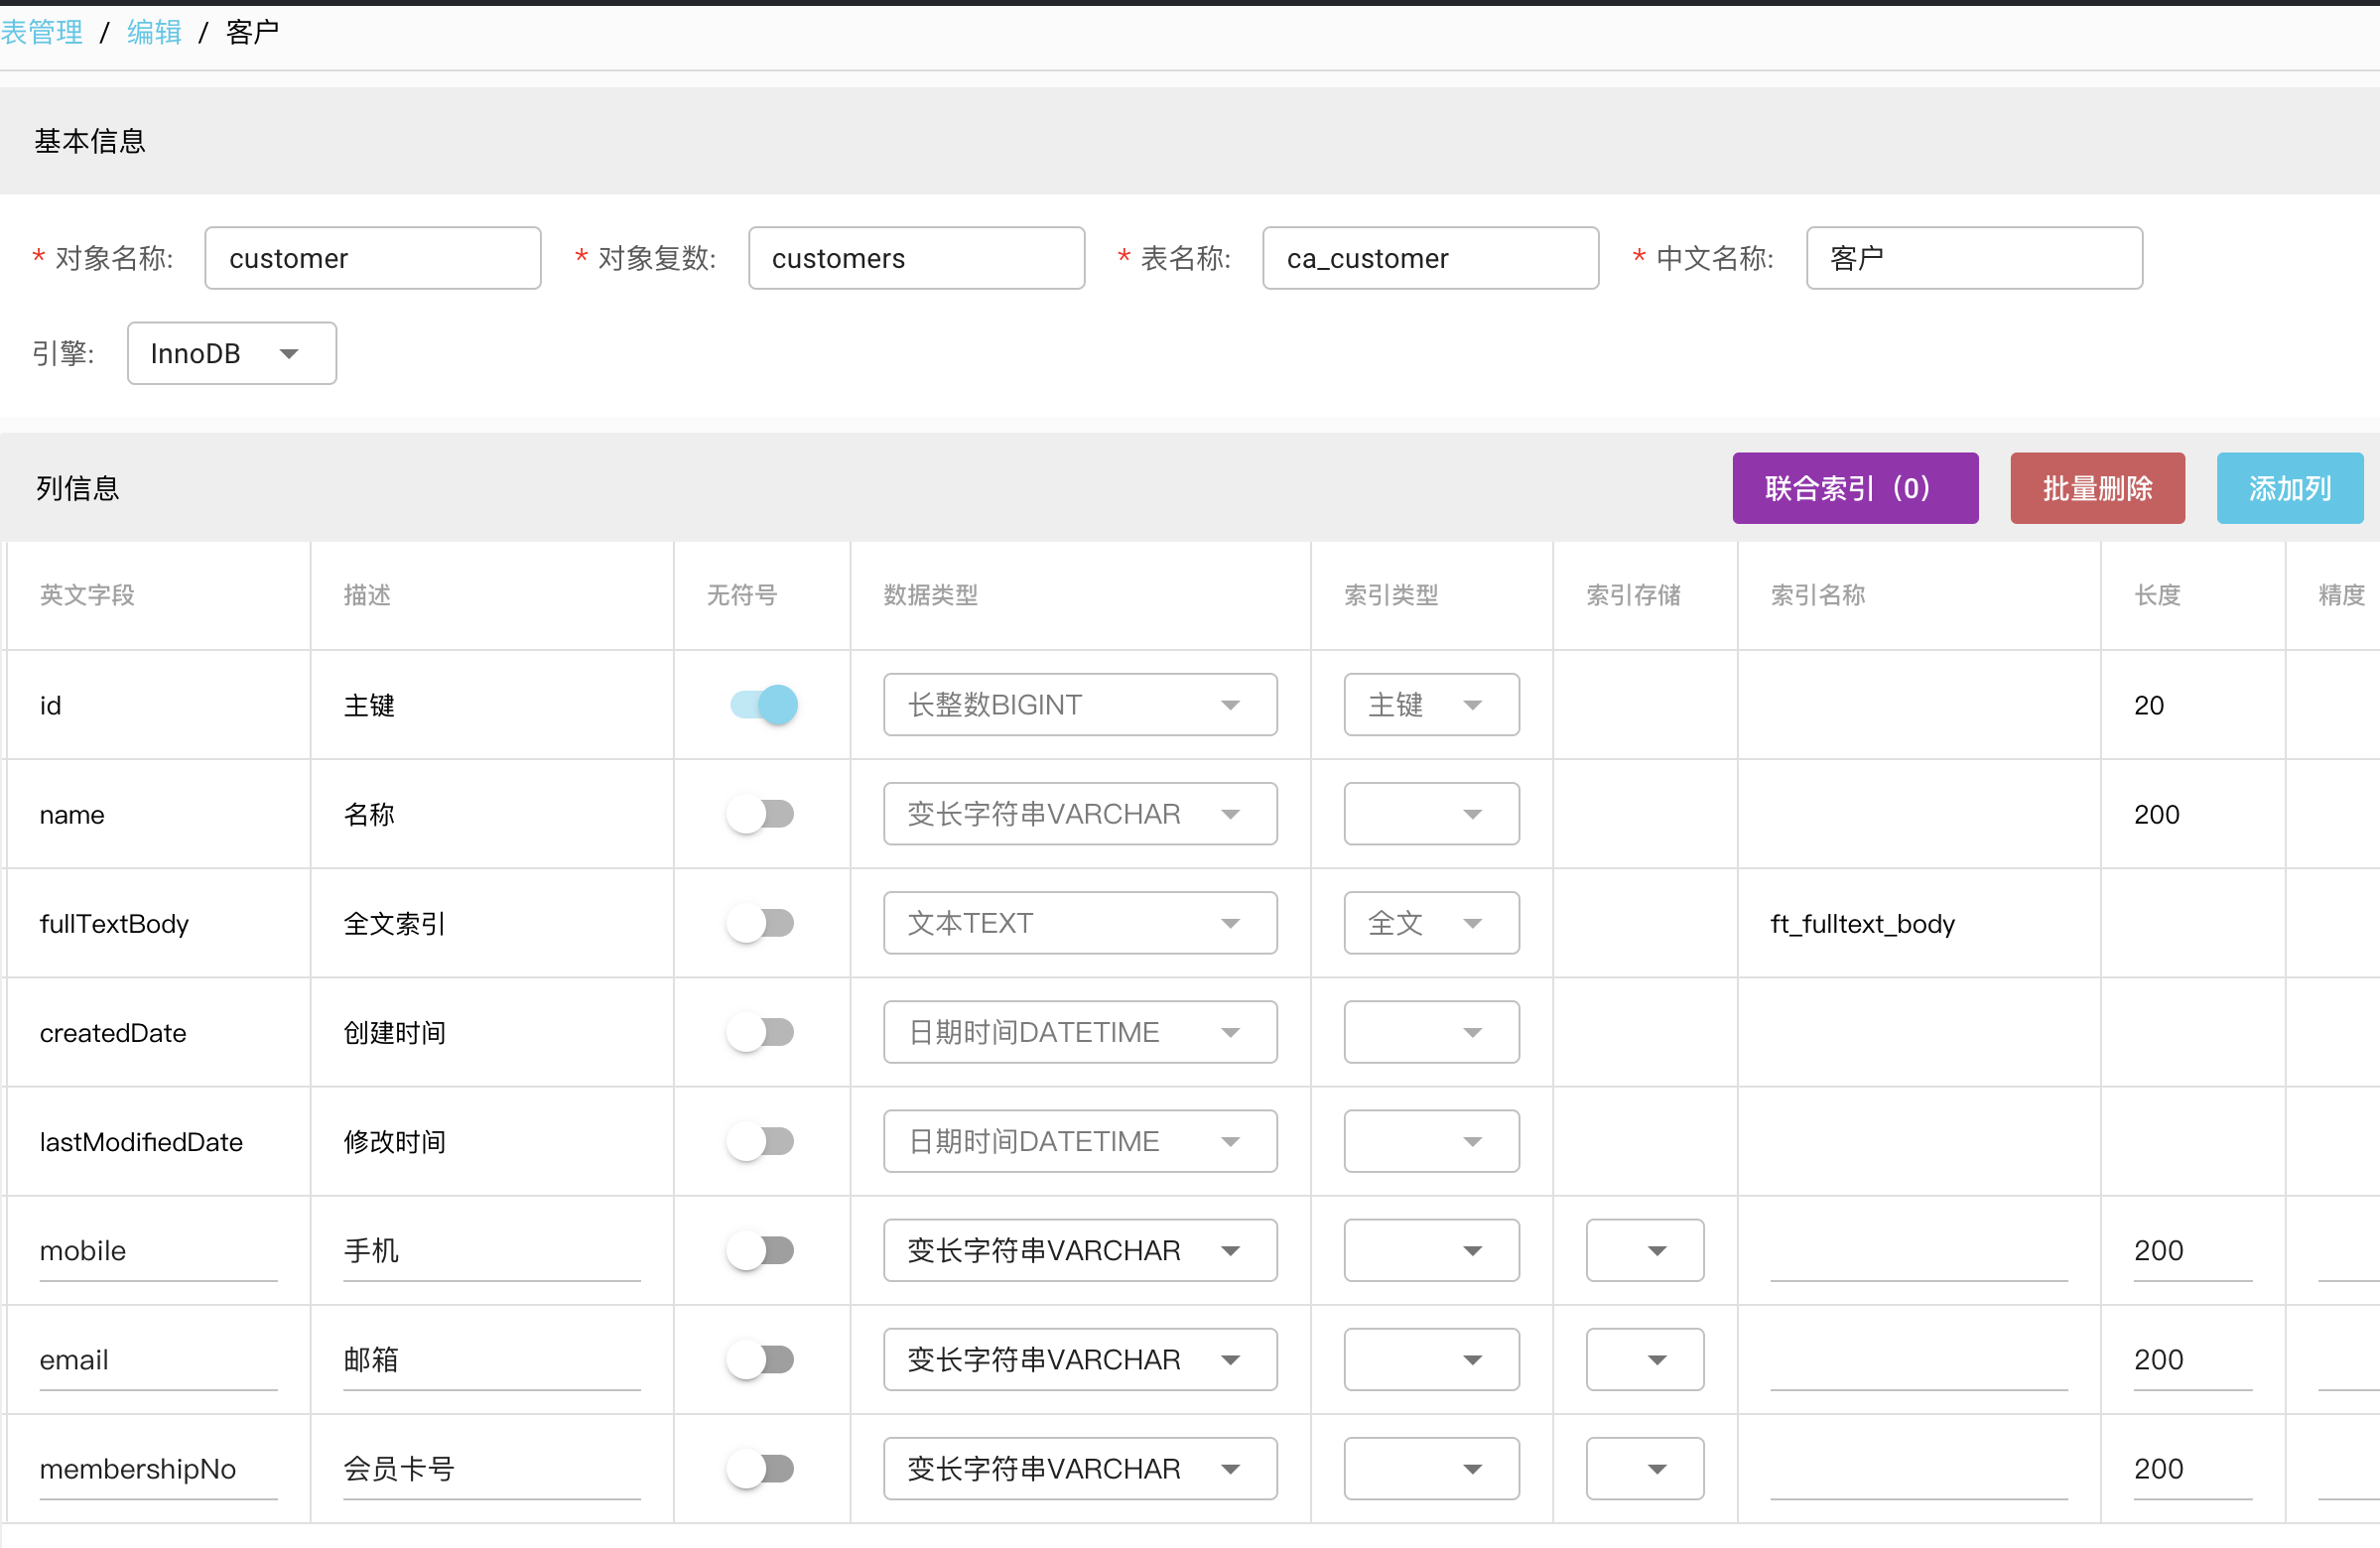 表管理 / 编辑 / 客户
基本信息
* 对象名称: customer * 对象复数: customers * 表名称: ca_customer * 中文名称: 客户
引擎: InnoDB
列信息 联合索引（0） 批量删除 添加列
英文字段 描述 无符号 数据类型 索引类型 索引存储 索引名称 长度 精度
id 主键 长整数BIGINT 主键 20
name 名称 变长字符串VARCHAR 200
fullTextBody 全文索引 文本TEXT 全文 ft_fulltext_body
createdDate 创建时间 日期时间DATETIME
lastModifiedDate 修改时间 日期时间DATETIME
mobile 手机 变长字符串VARCHAR 200
email 邮箱 变长字符串VARCHAR 200
membershipNo 会员卡号 变长字符串VARCHAR 200